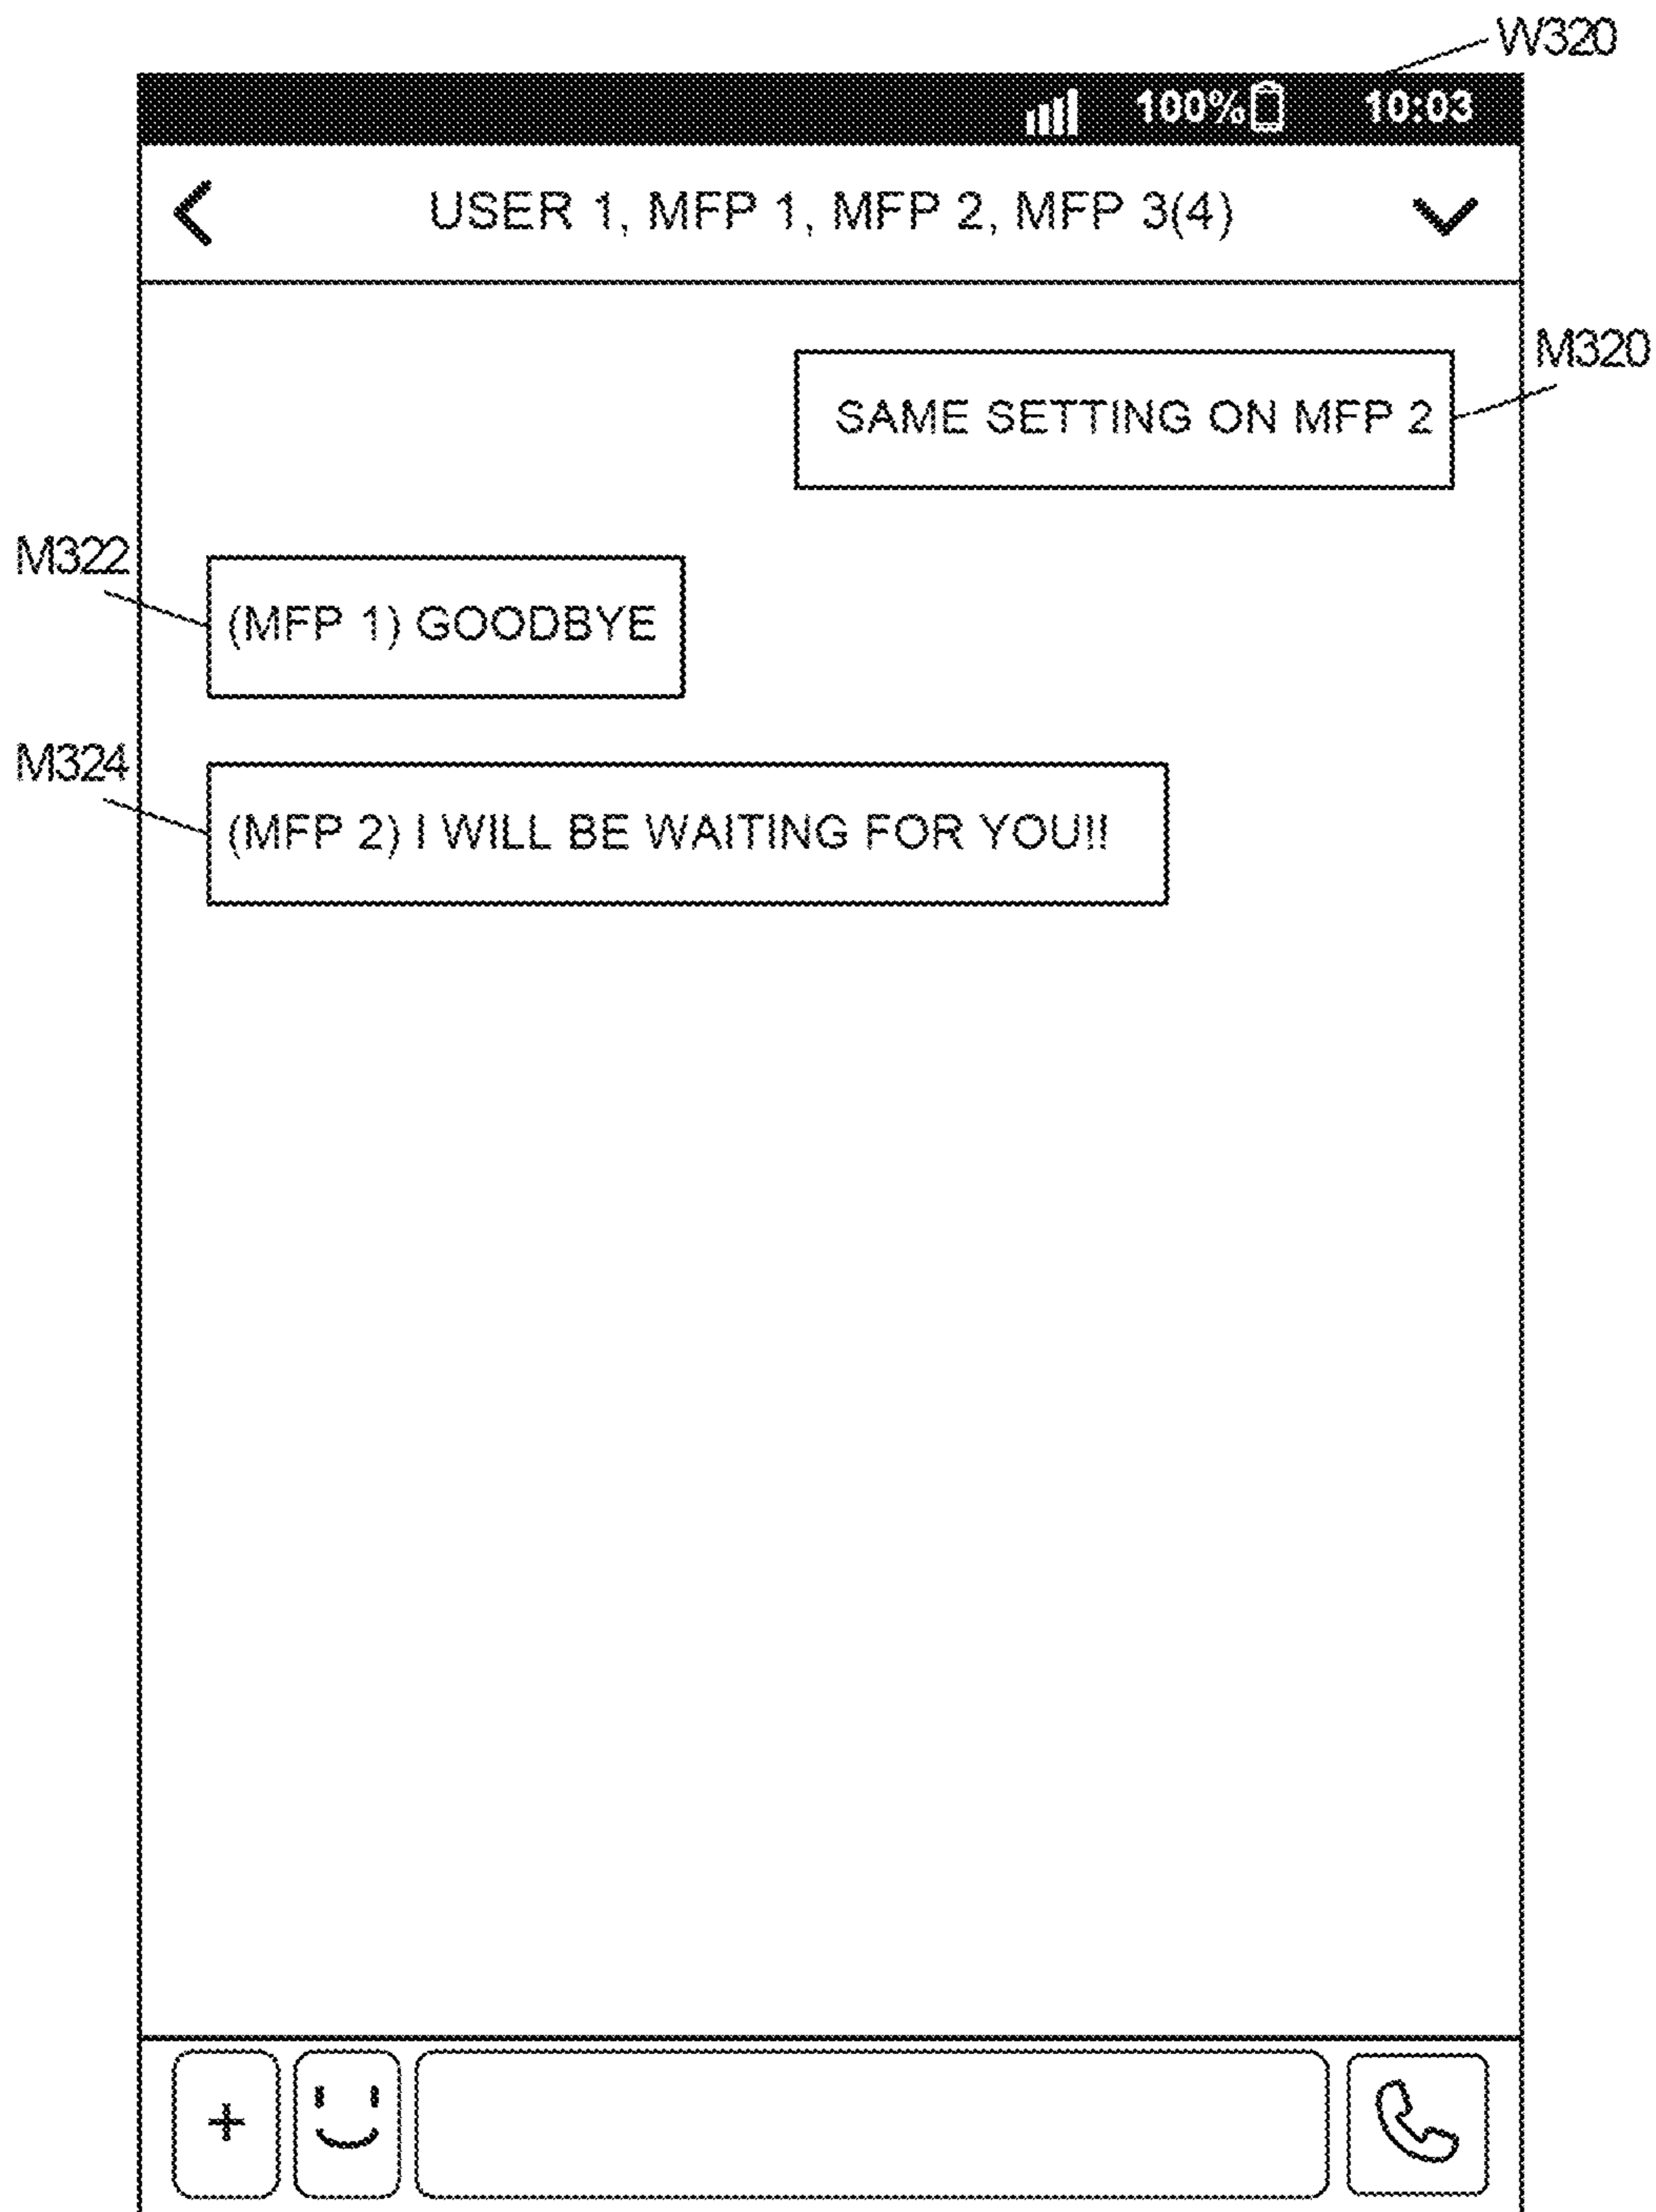 W320
100% 10:03
USER 1, MFP 1, MFP 2, MFP 3(4)
M320
SAME SETTING ON MFP 2
M322
(MFP 1) GOODBYE
M324
(MFP 2) I WILL BE WAITING FOR YOU!!
+